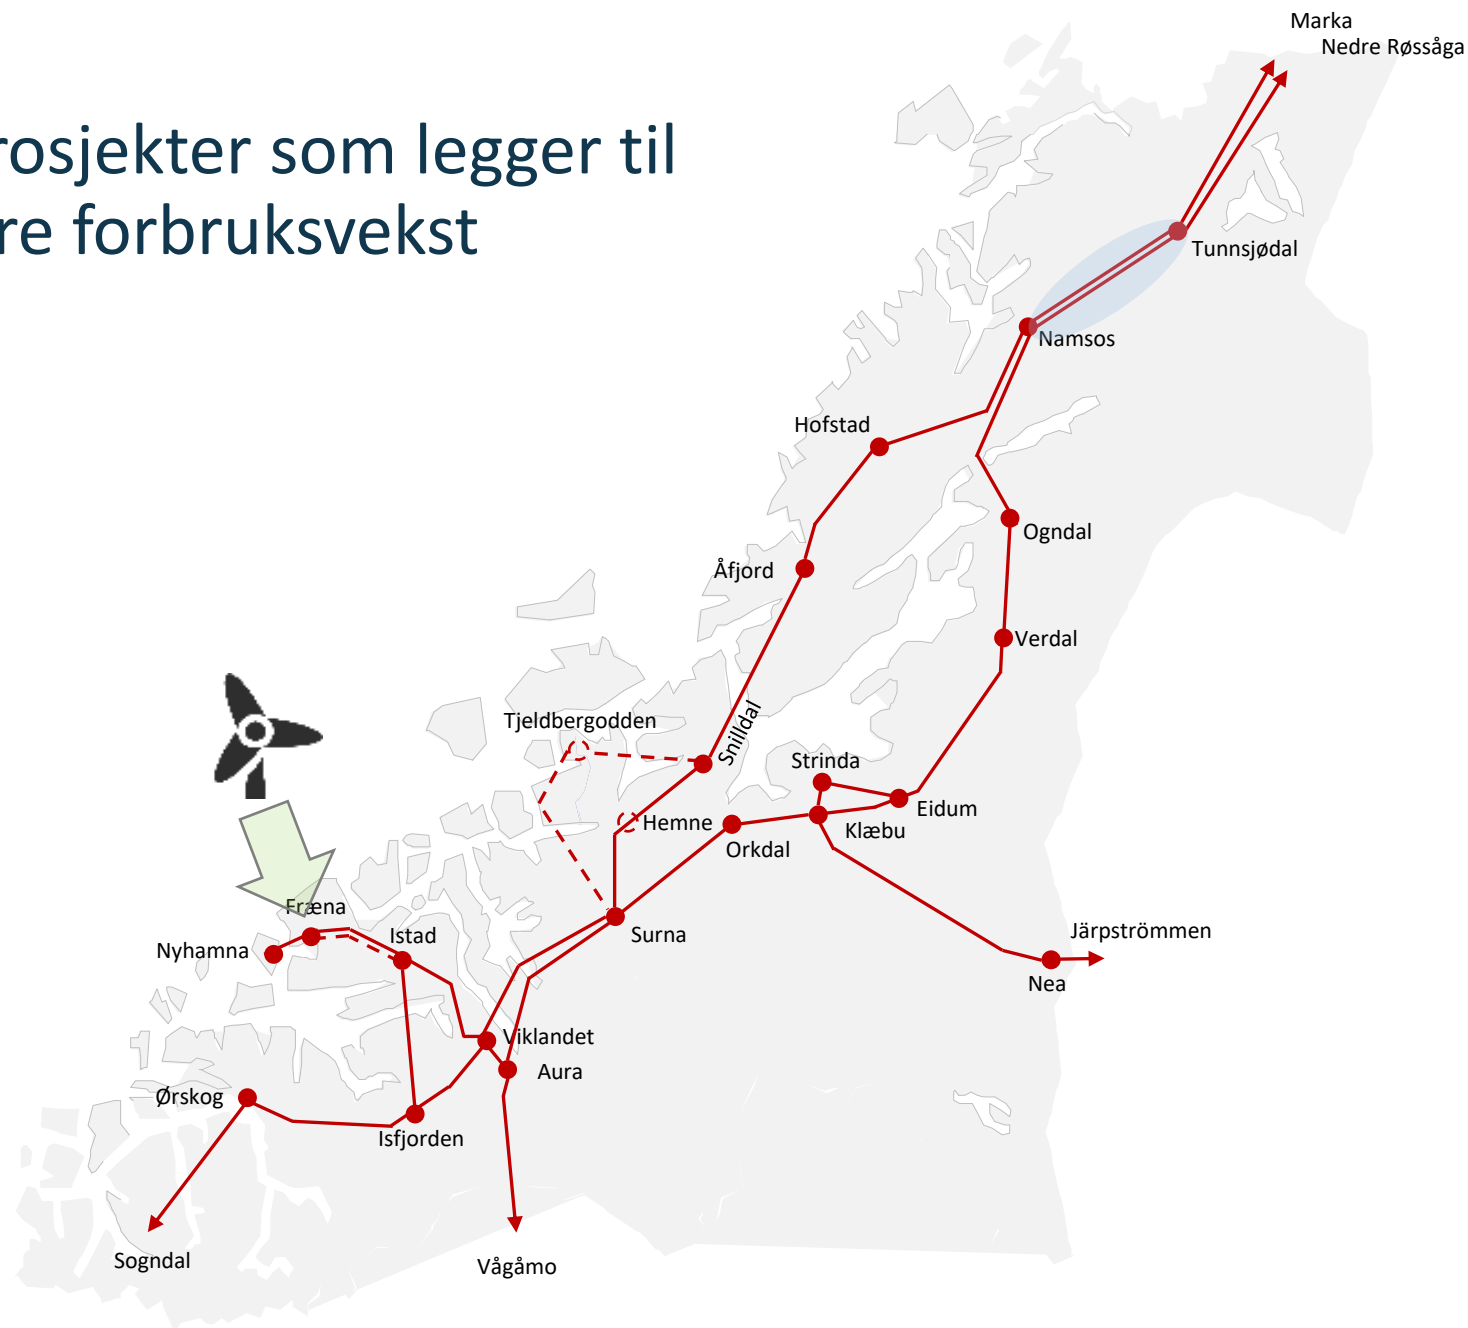 Marka
Nedre Røssåga
rosjekter som legger til
re forbruksvekst
Tunnsjødal
Namsos
Hofstad
Ogndal
Åfjord
Verdal
Tjeldbergodden
Snilldal
Strinda
Eidum
Hemne
Klæbu
Orkdal
Fræna
Istad
Surna
Järpströmmen
Nyhamna
Nea
Viklandet
Aura
Ørskog
Isfjorden
Sogndal
Vågåmo